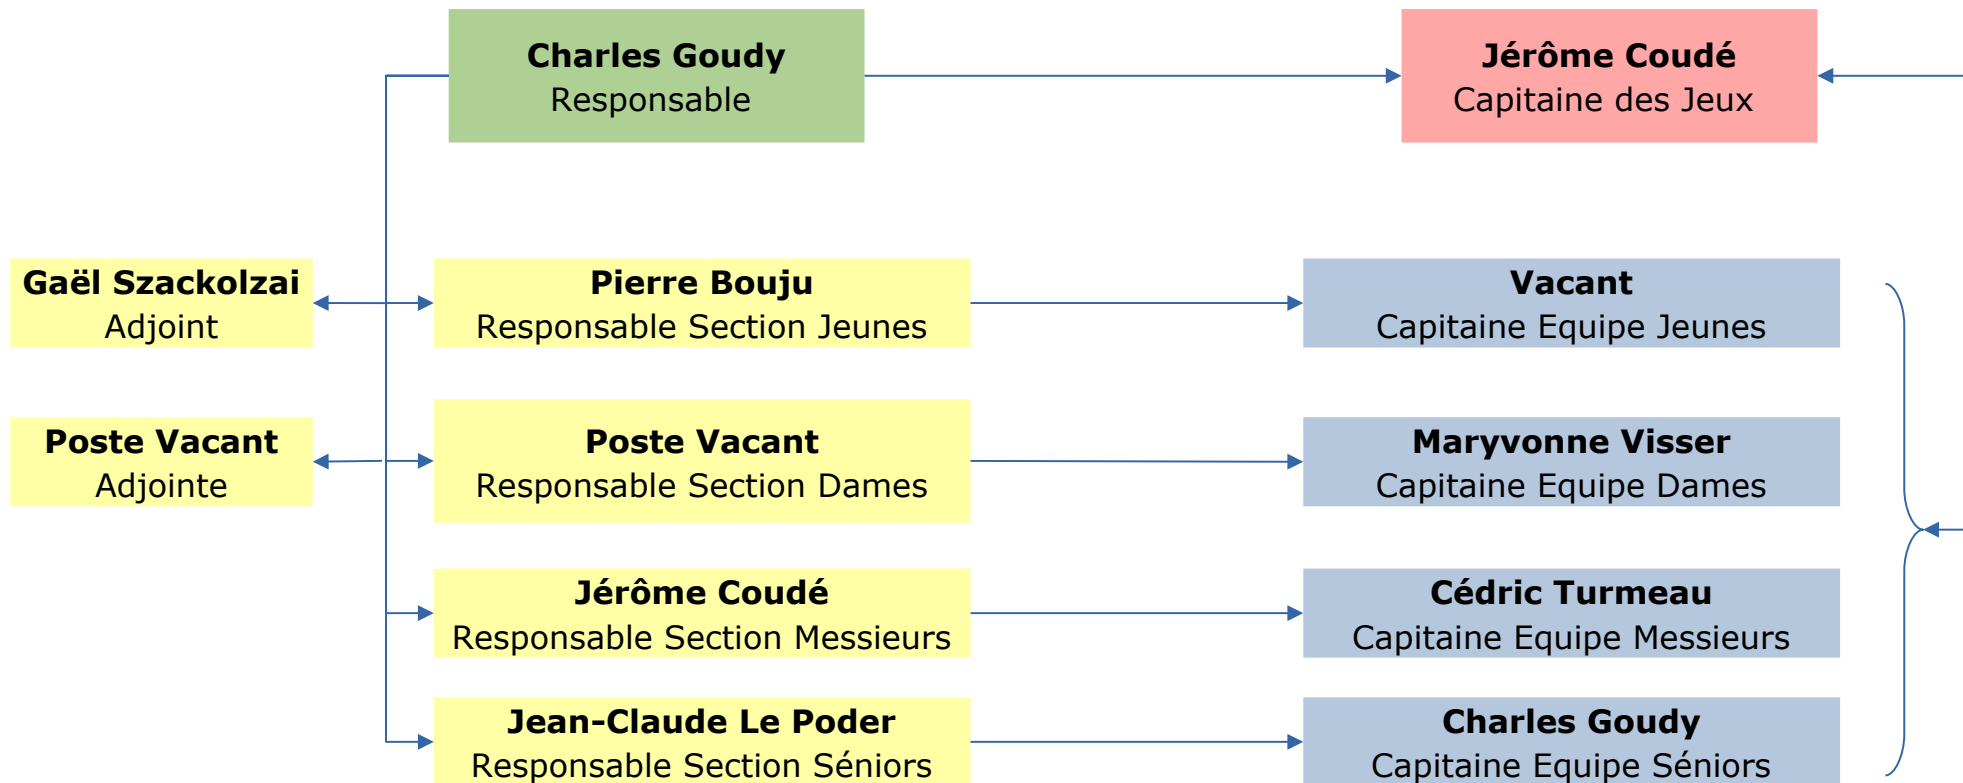 Charles Goudy
Responsable
Jérôme Coudé
Capitaine des Jeux
Gaël Szackolzai
Adjoint
Pierre Bouju
Responsable Section Jeunes
Vacant
Capitaine Equipe Jeunes
Poste Vacant
Adjointe
Poste Vacant
Responsable Section Dames
Maryvonne Visser
Capitaine Equipe Dames
Jérôme Coudé
Responsable Section Messieurs
Cédric Turmeau
Capitaine Equipe Messieurs
Jean-Claude Le Poder
Responsable Section Séniors
Charles Goudy
Capitaine Equipe Séniors